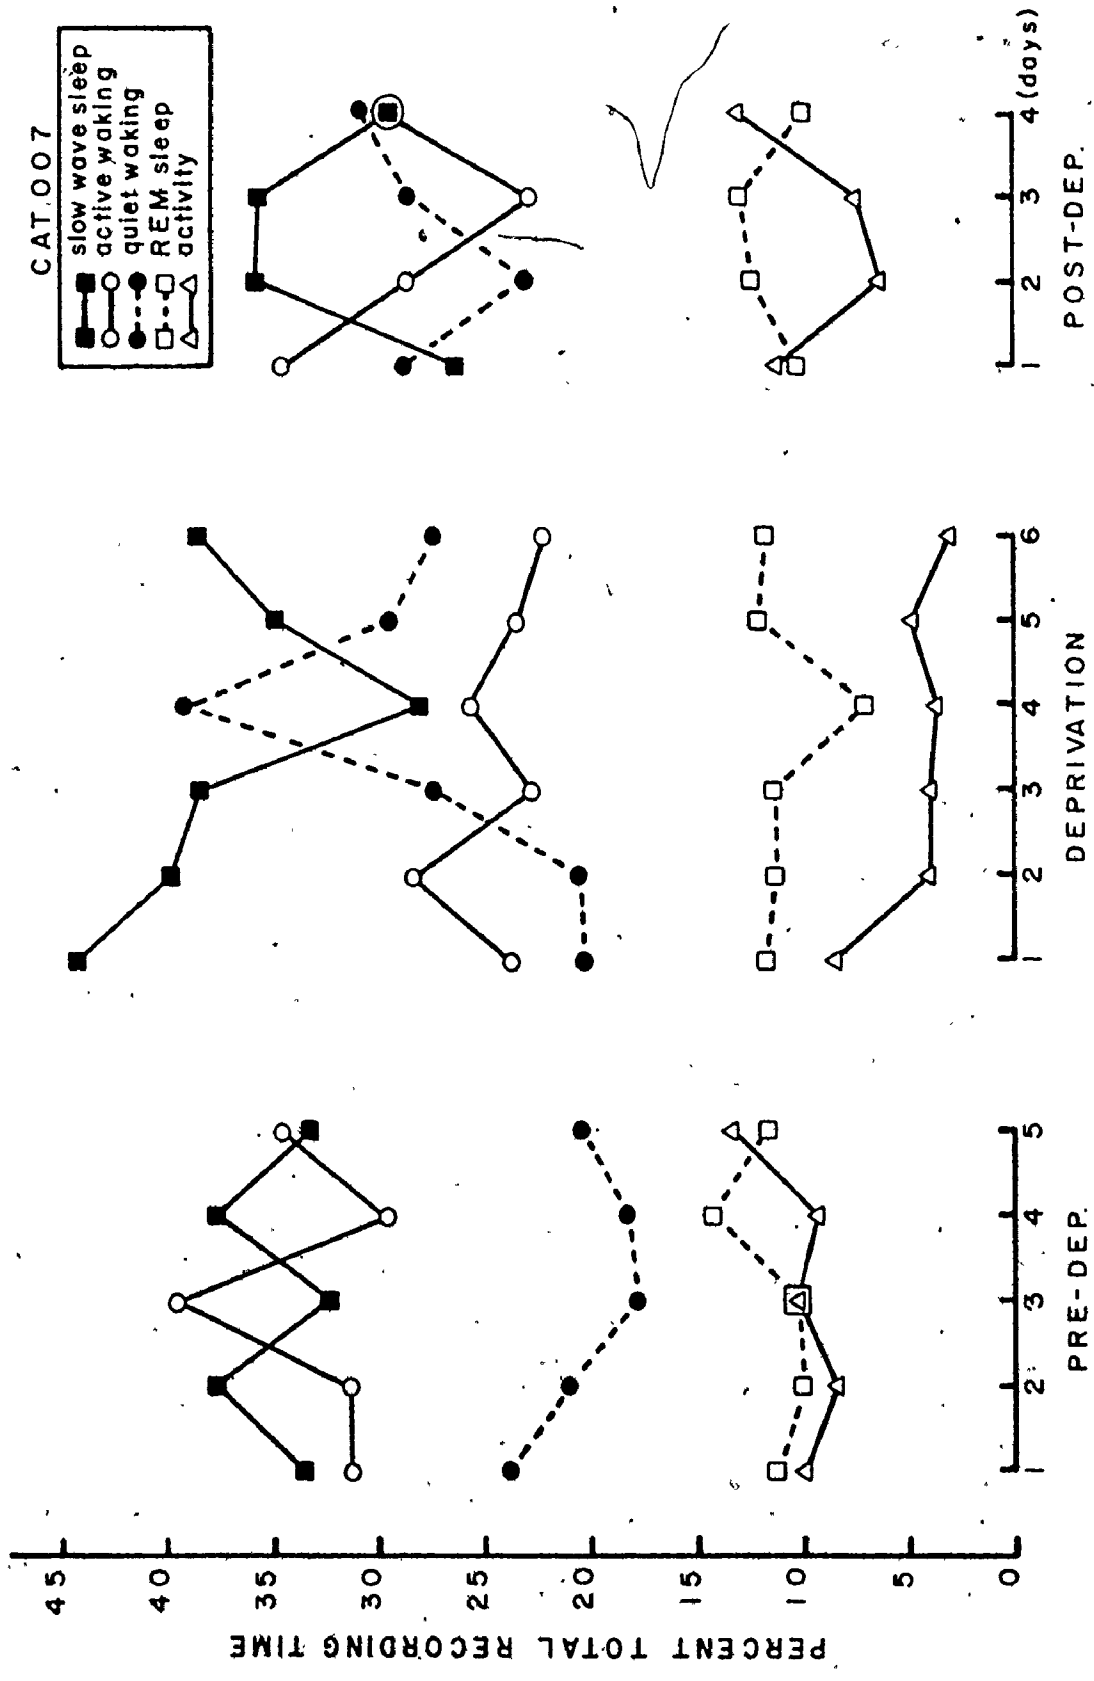 CAT.007
slow wave sleep
active waking
quiet waking
REM sleep
activity
PERCENT TOTAL RECORDING TIME
45
40
35
30
25
20
15
10
5
0
1 2 3 4 5
PRE-DEP.
1 2 3 4 5 6
DEPRIVATION
1 2 3 4 (days)
POST-DEP.